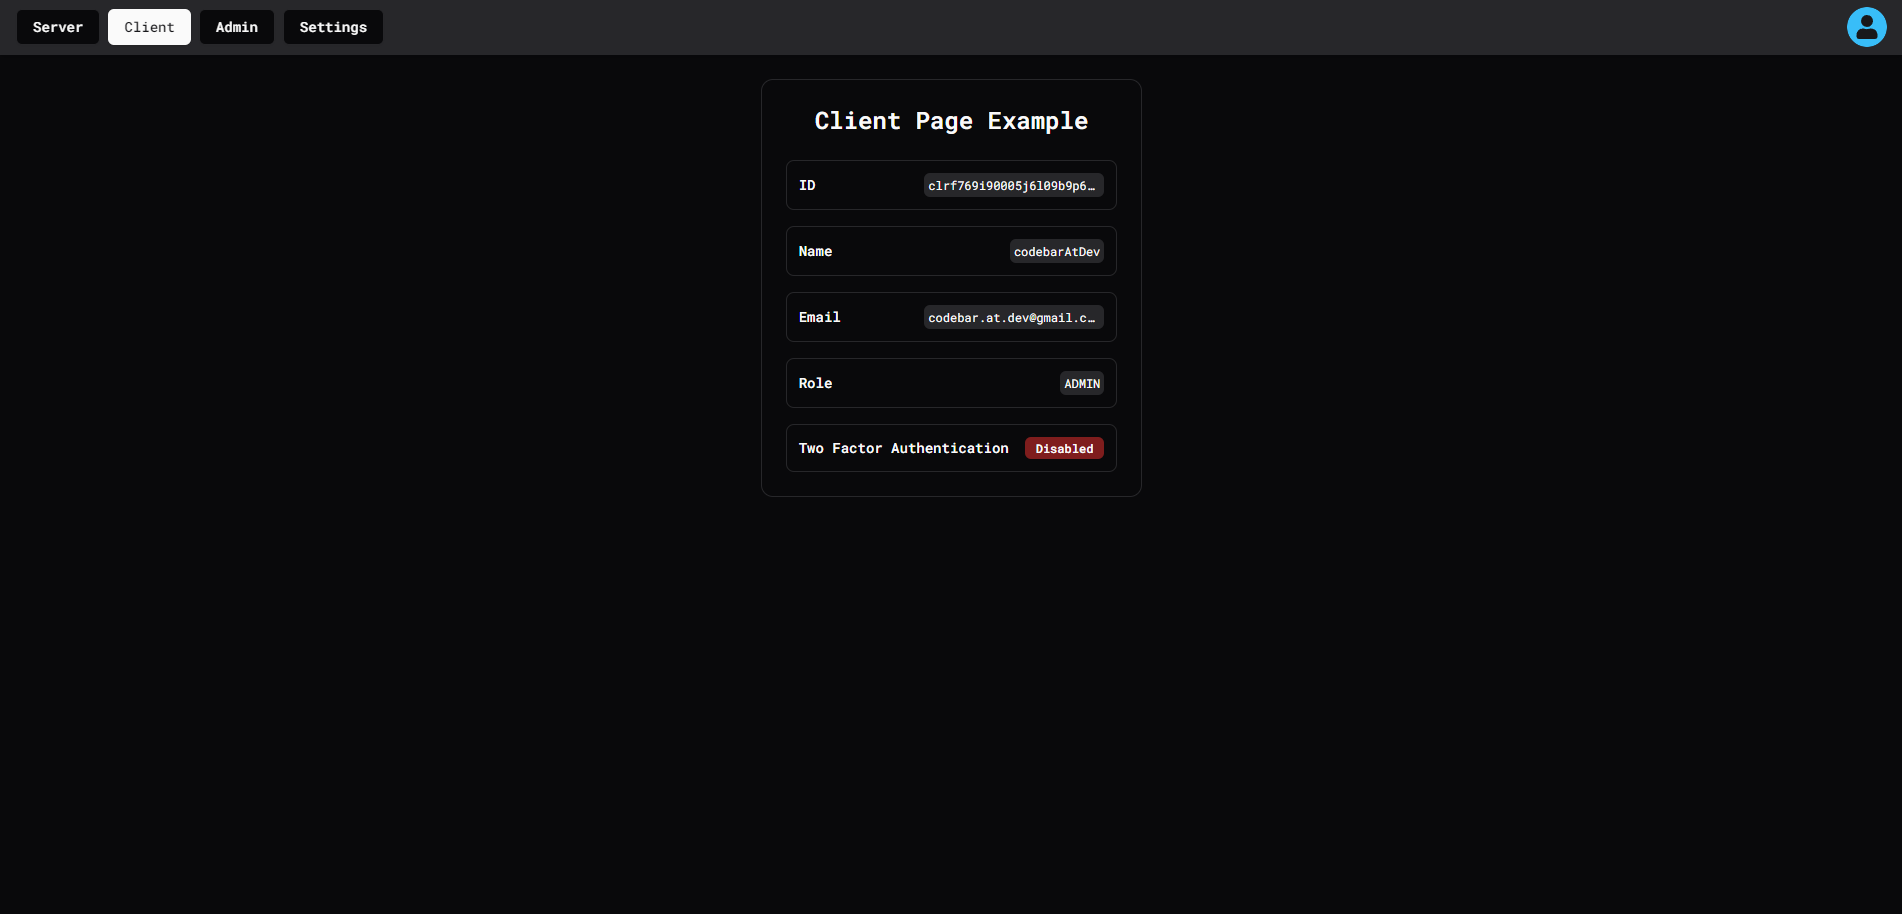 Server Client Admin Settings
Client Page Example
ID clrf769i90005j6l09b9p6…
Name codebarAtDev
Email codebar.at.dev@gmail.c…
Role ADMIN
Two Factor Authentication Disabled